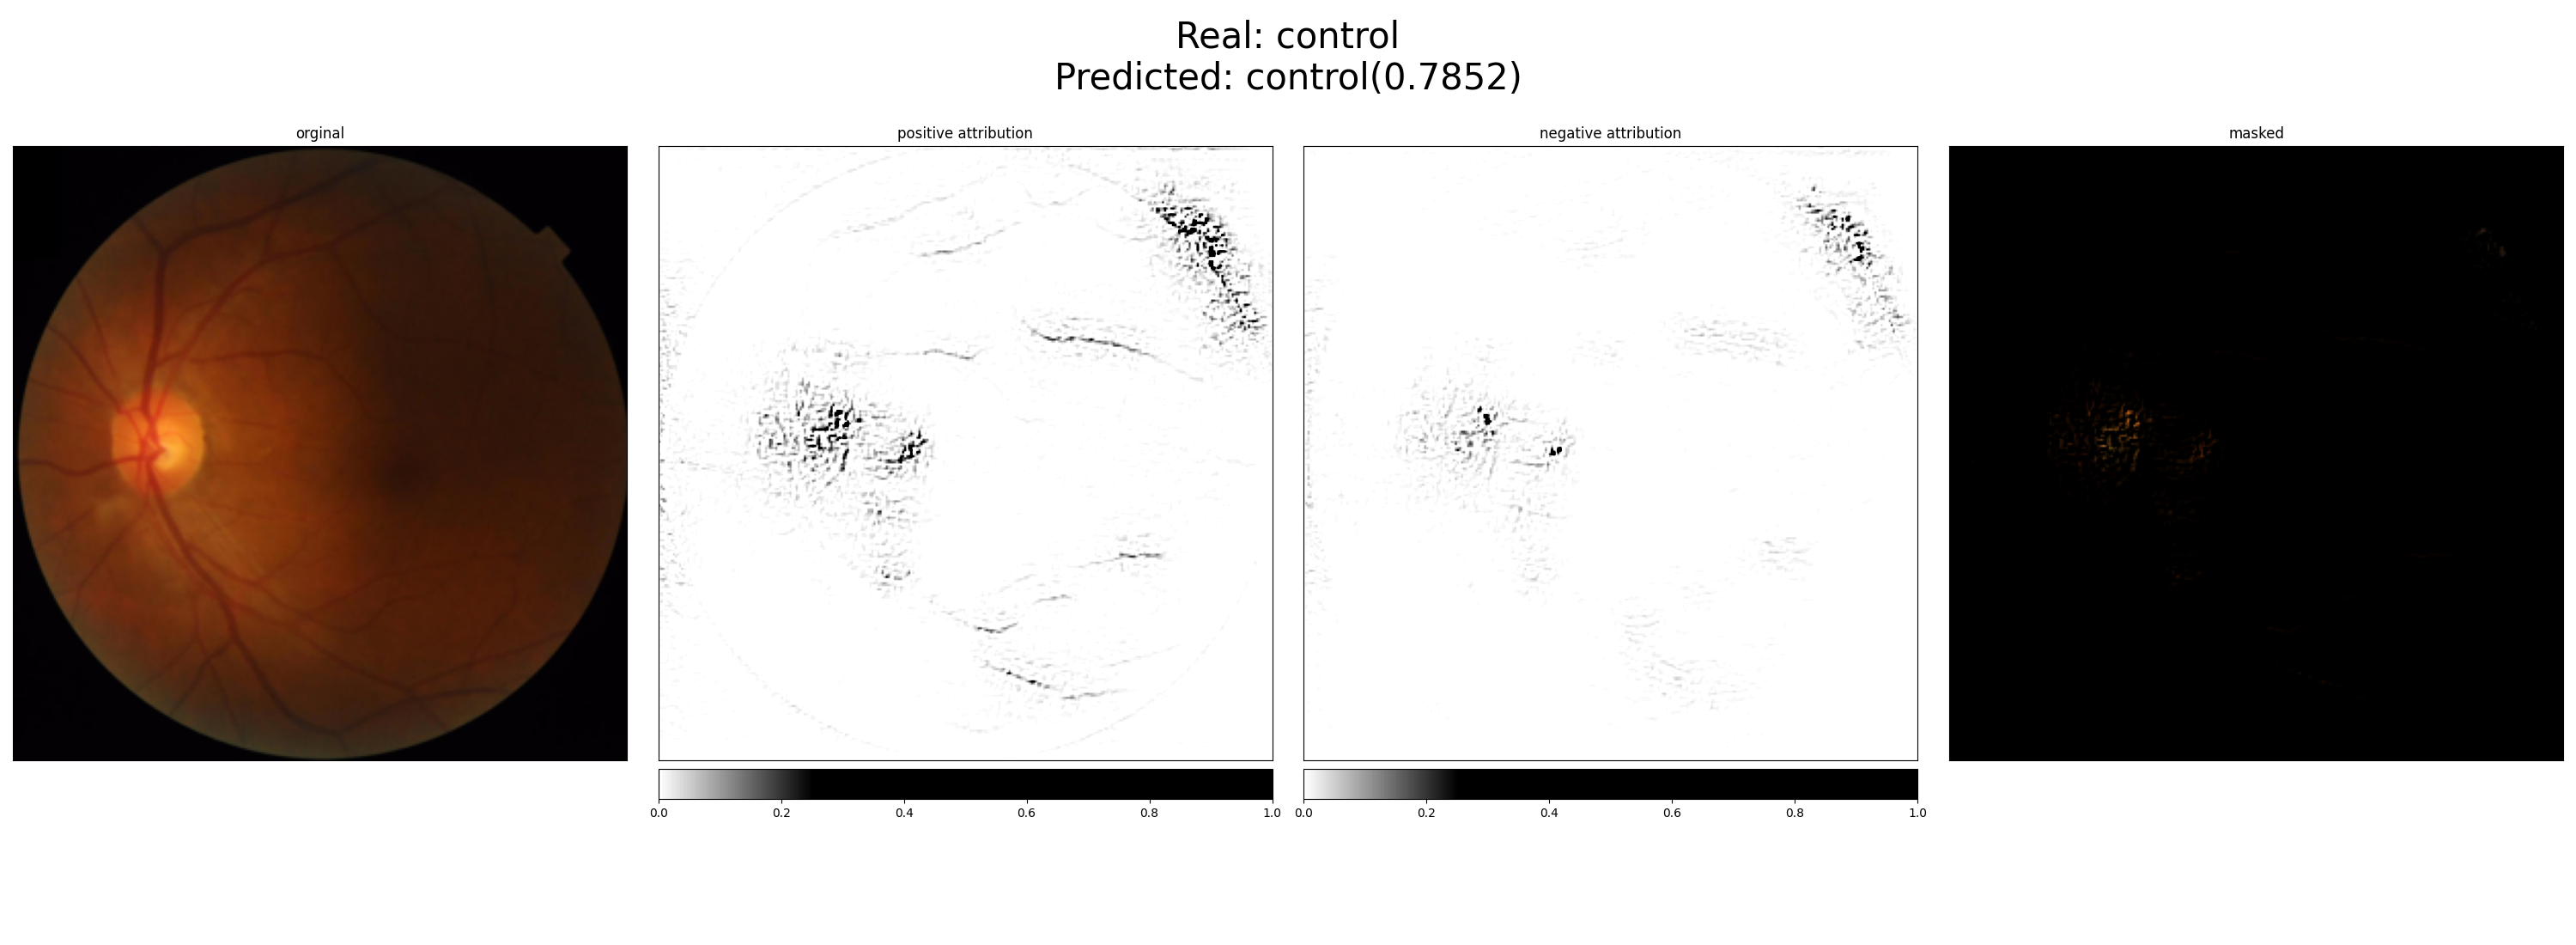 Real: control
Predicted: control(0.7852)
orginal
positive attribution
negative attribution
masked
0.0 0.2 0.4 0.6 0.8 1.0
0.0 0.2 0.4 0.6 0.8 1.0